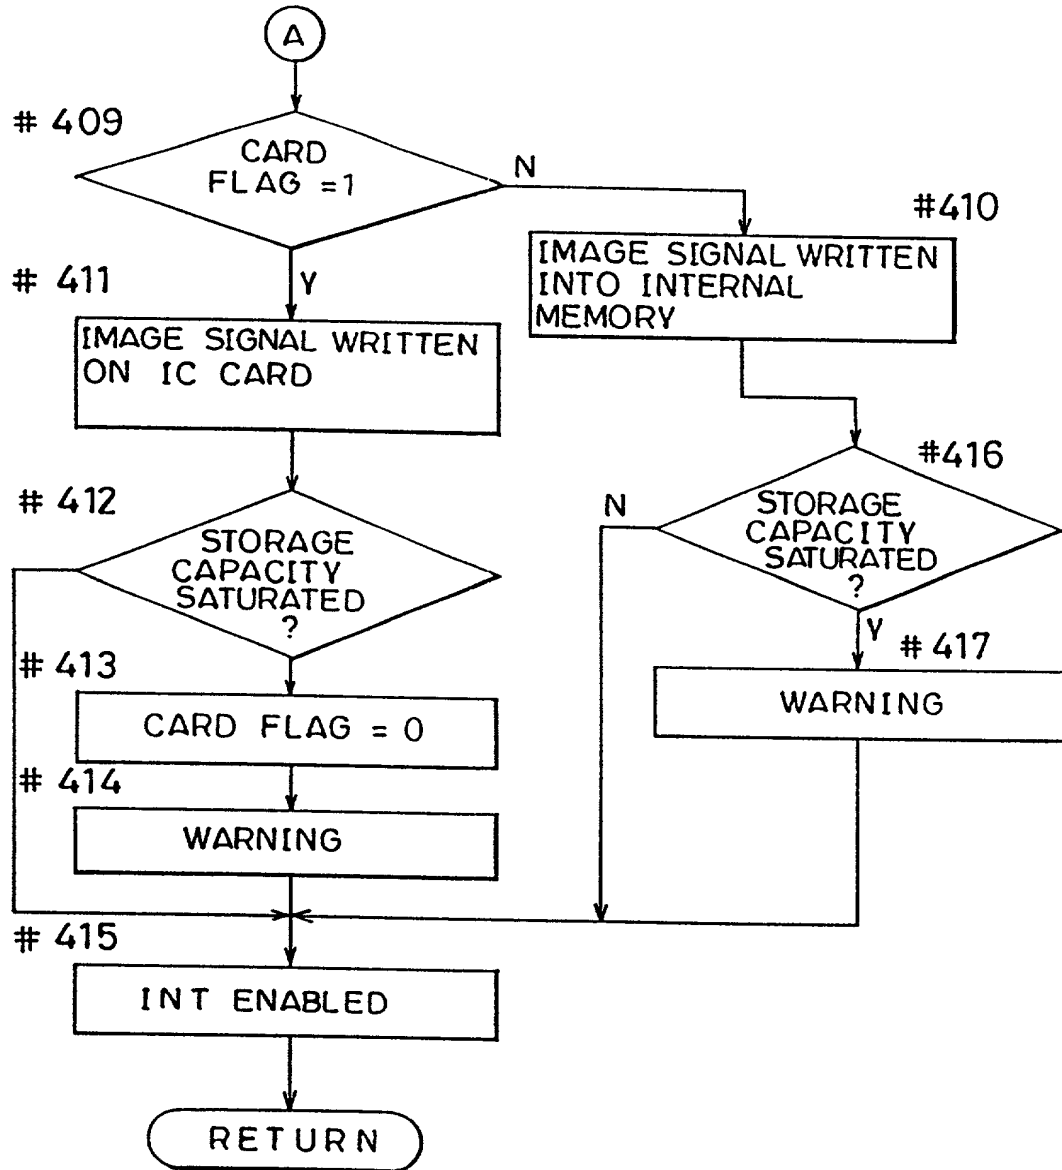 A
# 409
CARD
FLAG = 1
N
#410
IMAGE SIGNAL WRITTEN
INTO INTERNAL
MEMORY
# 411
Y
IMAGE SIGNAL WRITTEN
ON IC CARD
#416
STORAGE
CAPACITY
SATURATED
?
N
Y
# 412
STORAGE
CAPACITY
SATURATED
?
# 417
WARNING
# 413
CARD FLAG = 0
# 414
WARNING
# 415
INT ENABLED
RETURN